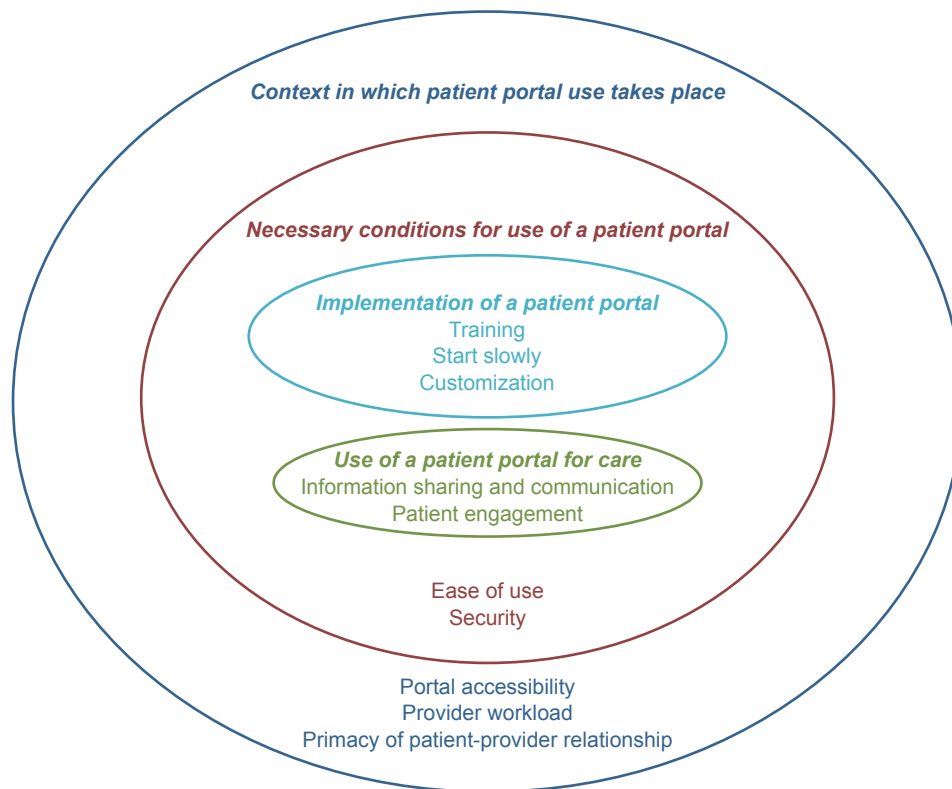 Context in which patient portal use takes place
Necessary conditions for use of a patient portal
Implementation of a patient portal
Training
Start slowly
Customization
Use of a patient portal for care
Information sharing and communication
Patient engagement
Ease of use
Security
Portal accessibility
Provider workload
Primacy of patient-provider relationship